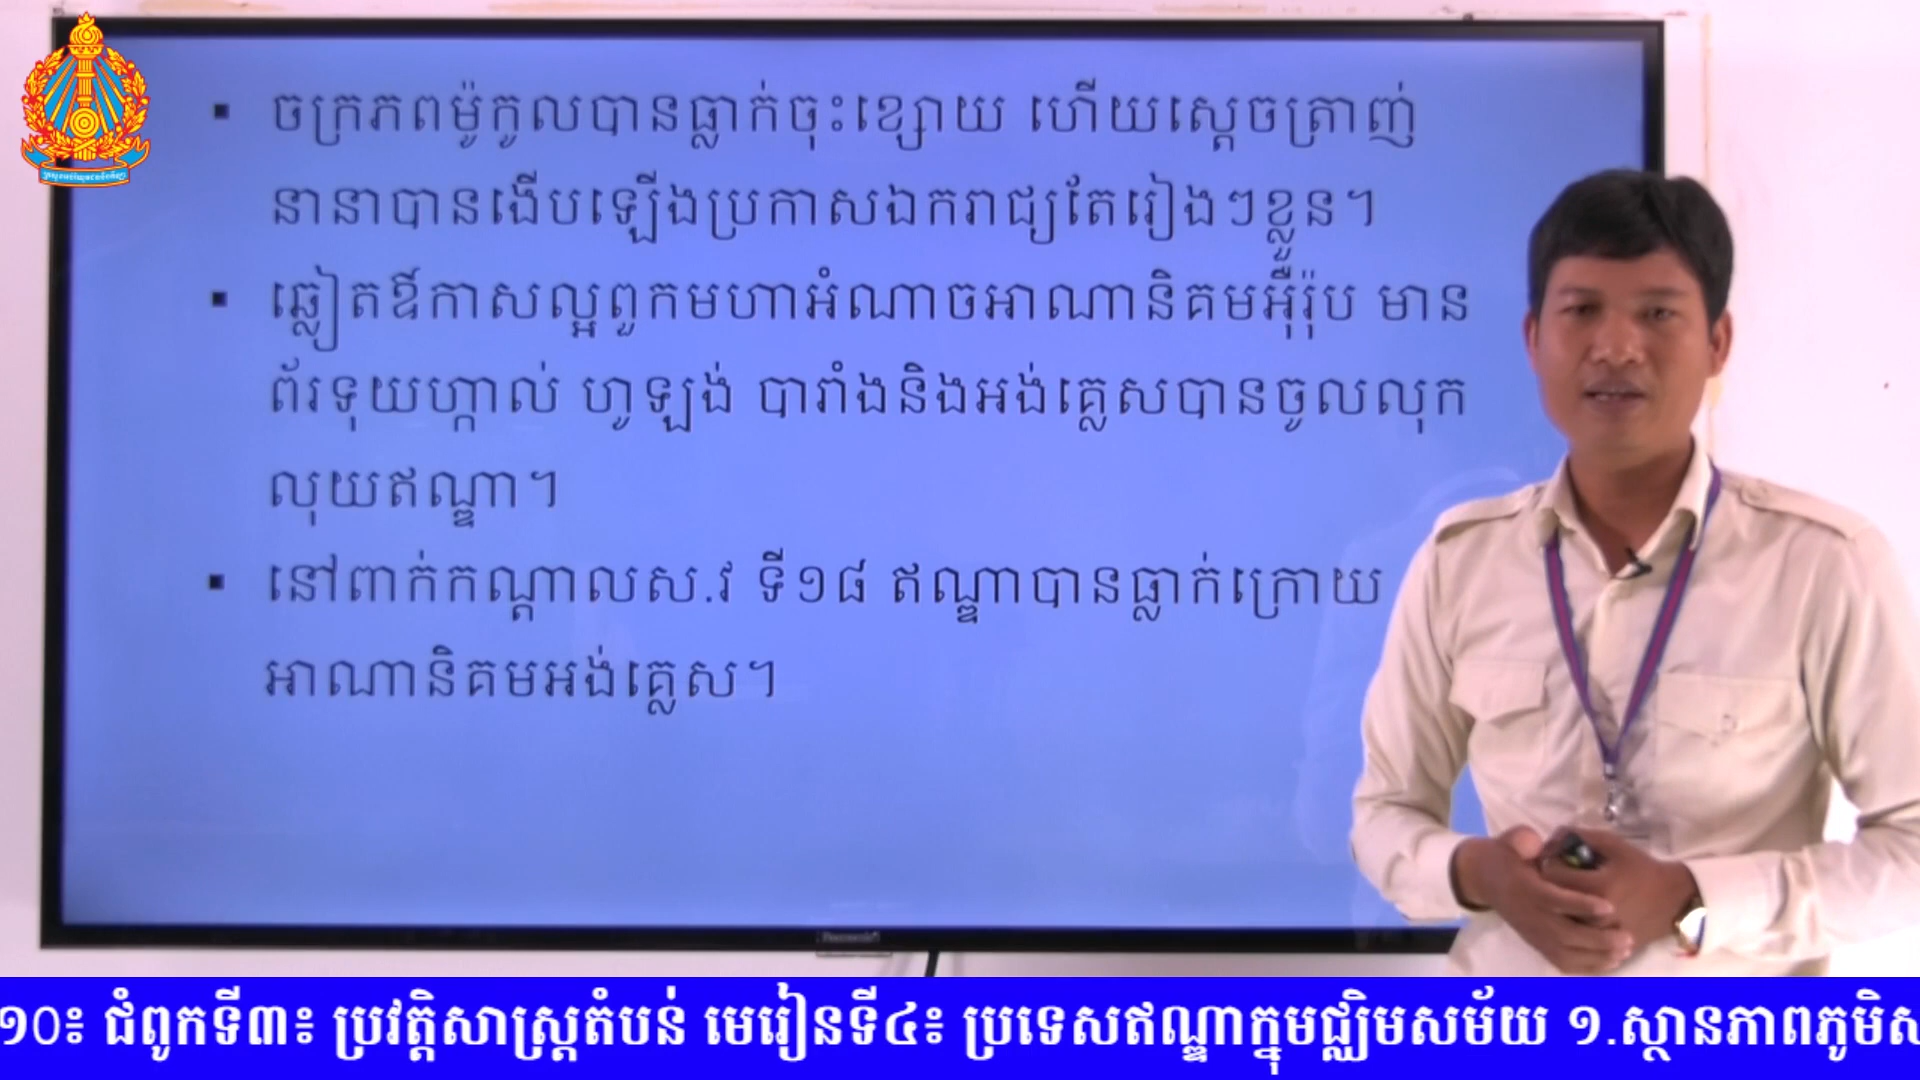 ▪ ចក្រភពម៉ូកូលបានធ្លាក់ចុះខ្សោយ ហើយស្តេចត្រាញ់
នានាបានងើបឡើងប្រកាសឯករាជ្យតែរៀងៗខ្លួន។
▪ ឆ្លៀតឪកាសល្អពួកមហាអំណាចអាណានិគមអ៊ឺរ៉ុប មាន
ព័រទុយហ្កាល់ ហូឡង់ បារាំងនិងអង់គ្លេសបានចូលលុក
លុយឥណ្ឌា។
▪ នៅពាក់កណ្តាលស.វ ទី១៨ ឥណ្ឌាបានធ្លាក់ក្រោយ
អាណានិគមអង់គ្លេស។
១០៖ ជំពូកទី៣៖ ប្រវត្តិសាស្ត្រតំបន់ មេរៀនទី៤៖ ប្រទេសឥណ្ឌាក្នុមជ្ឈិមសម័យ ១.ស្ថានភាពភូមិស